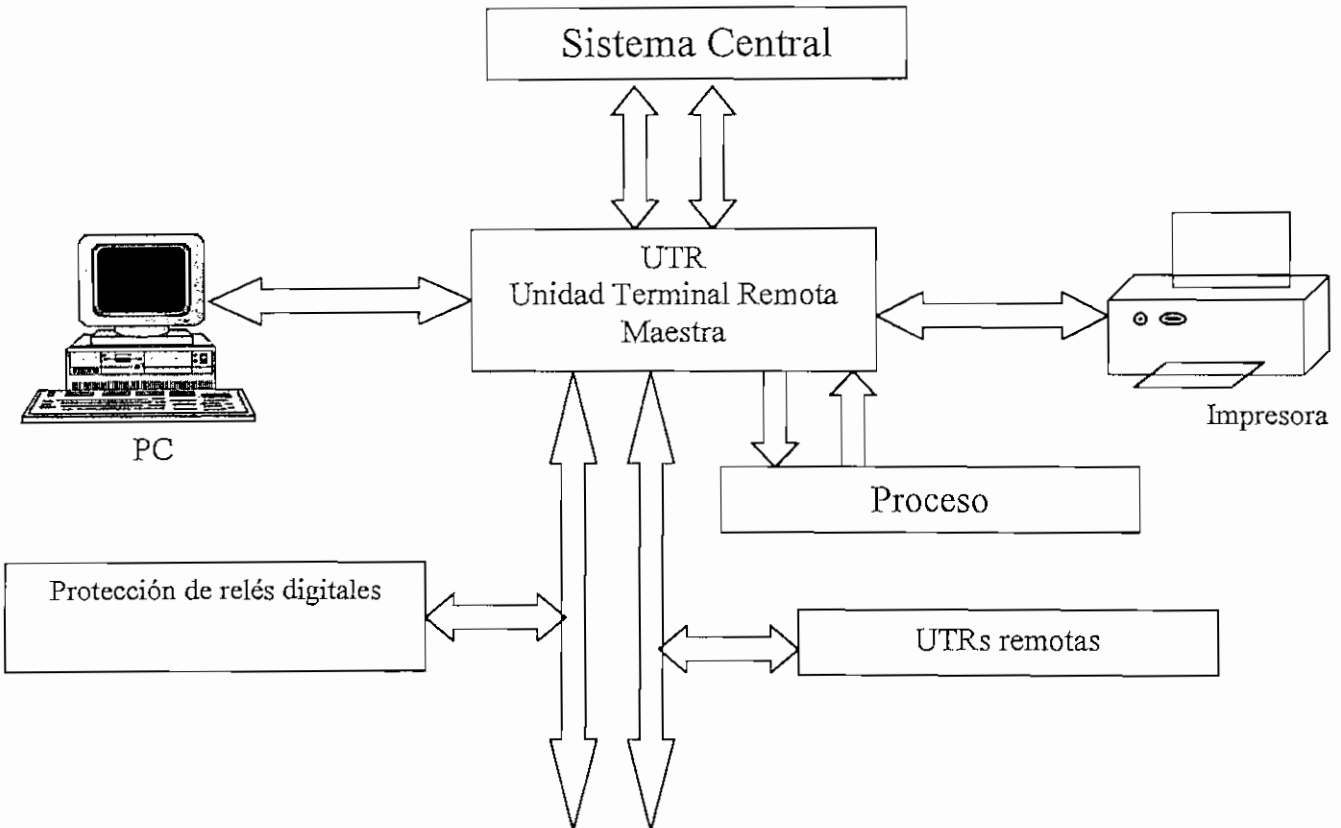 Sistema Central
UTR
Unidad Terminal Remota
Maestra
PC
Impresora
Proceso
Protección de relés digitales
UTRs remotas